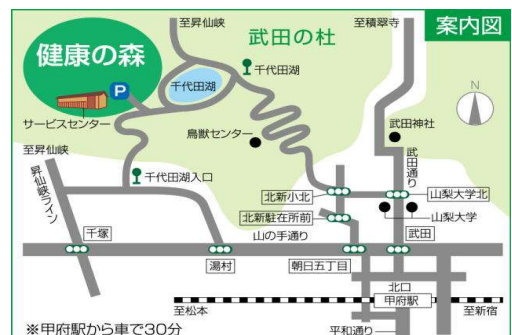 案内図
至昇仙峡
武田の杜
至積翠寺
健康の森
P
千代田湖
千代田湖
N
サービスセンター
鳥獣センター
武田神社
至昇仙峡
昇仙峡ライン
千代田湖入口
武田通り
北新小北
山梨大学北
北新駐在所前
山梨大学
千塚
山の手通り
武田
湯村
朝日五丁目
北口
甲府駅
至松本
至新宿
※甲府駅から車で30分
平和通り